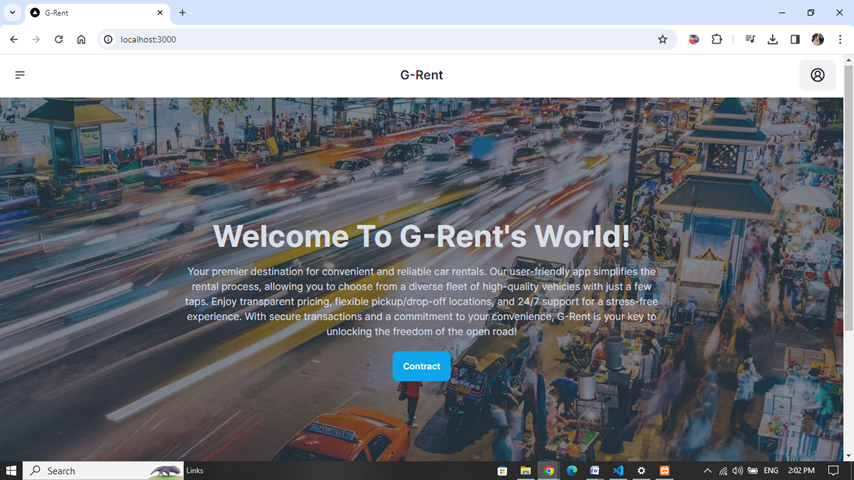 G-Rent
localhost:3000
G-Rent
Welcome To G-Rent's World!
Your premier destination for convenient and reliable car rentals. Our user-friendly app simplifies the
rental process, allowing you to choose from a diverse fleet of high-quality vehicles with just a few
taps. Enjoy transparent pricing, flexible pickup/drop-off locations, and 24/7 support for a stress-free
experience. With secure transactions and a commitment to your convenience, G-Rent is your key to
unlocking the freedom of the open road!
Contract
Search
Links
ENG
2:02 PM